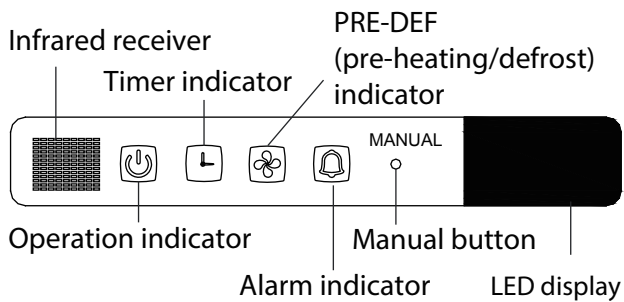 Infrared receiver
Timer indicator
PRE-DEF
(pre-heating/defrost)
indicator
MANUAL
Operation indicator
Manual button
Alarm indicator
LED display